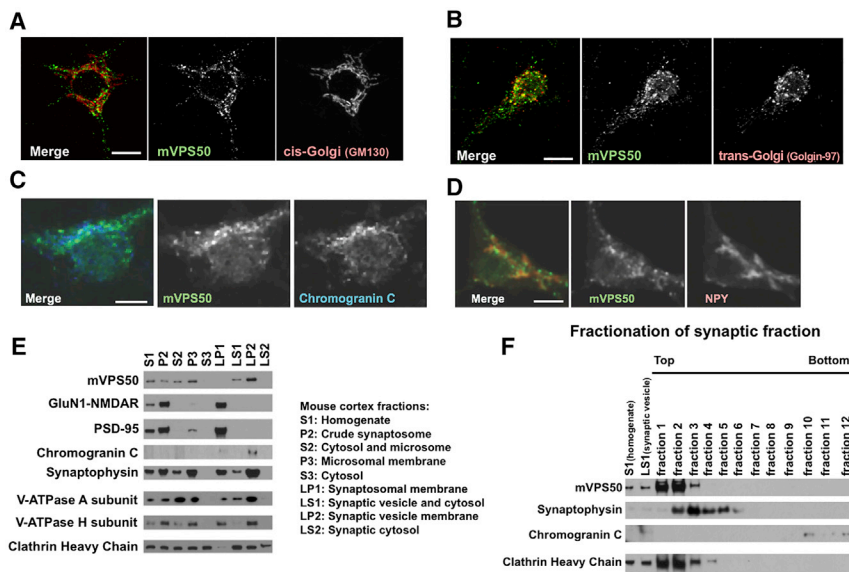 A
Merge
mVPS50
cis-Golgi (GM130)
B
Merge
mVPS50
trans-Golgi (Golgin-97)
C
Merge
mVPS50
Chromogranin C
D
Merge
mVPS50
NPY
E
S1
P2
S2
P3
S3
LP1
LS1
LP2
LS2
mVPS50
GluN1-NMDAR
PSD-95
Chromogranin C
Synaptophysin
V-ATPase A subunit
V-ATPase H subunit
Clathrin Heavy Chain
Mouse cortex fractions:
S1: Homogenate
P2: Crude synaptosome
S2: Cytosol and microsome
P3: Microsomal membrane
S3: Cytosol
LP1: Synaptosomal membrane
LS1: Synaptic vesicle and cytosol
LP2: Synaptic vesicle membrane
LS2: Synaptic cytosol
Fractionation of synaptic fraction
F
Top
Bottom
S1(homogenate)
LS1(synaptic vesicle)
fraction 1
fraction 2
fraction 3
fraction 4
fraction 5
fraction 6
fraction 7
fraction 8
fraction 9
fraction 10
fraction 11
fraction 12
mVPS50
Synaptophysin
Chromogranin C
Clathrin Heavy Chain